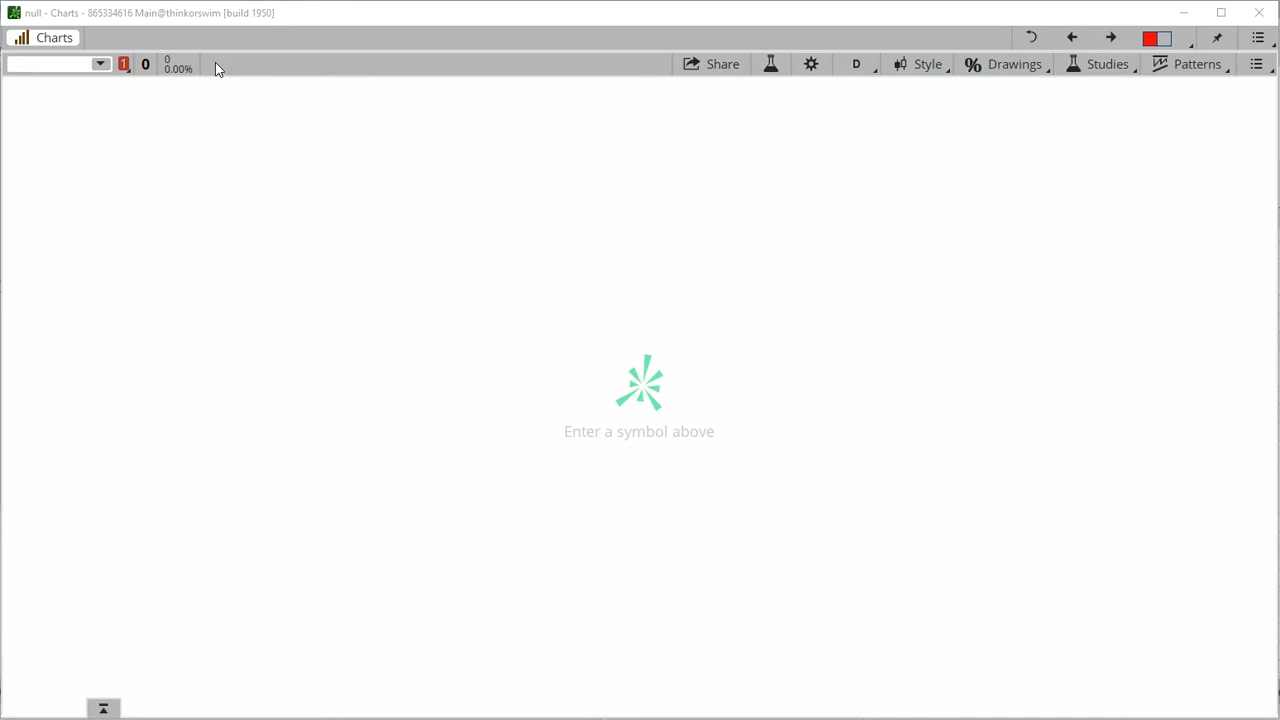 null - Charts - 865334616 Main@thinkorswim [build 1950]
Charts
1 0 0 0.00% Share D Style % Drawings Studies Patterns
Enter a symbol above